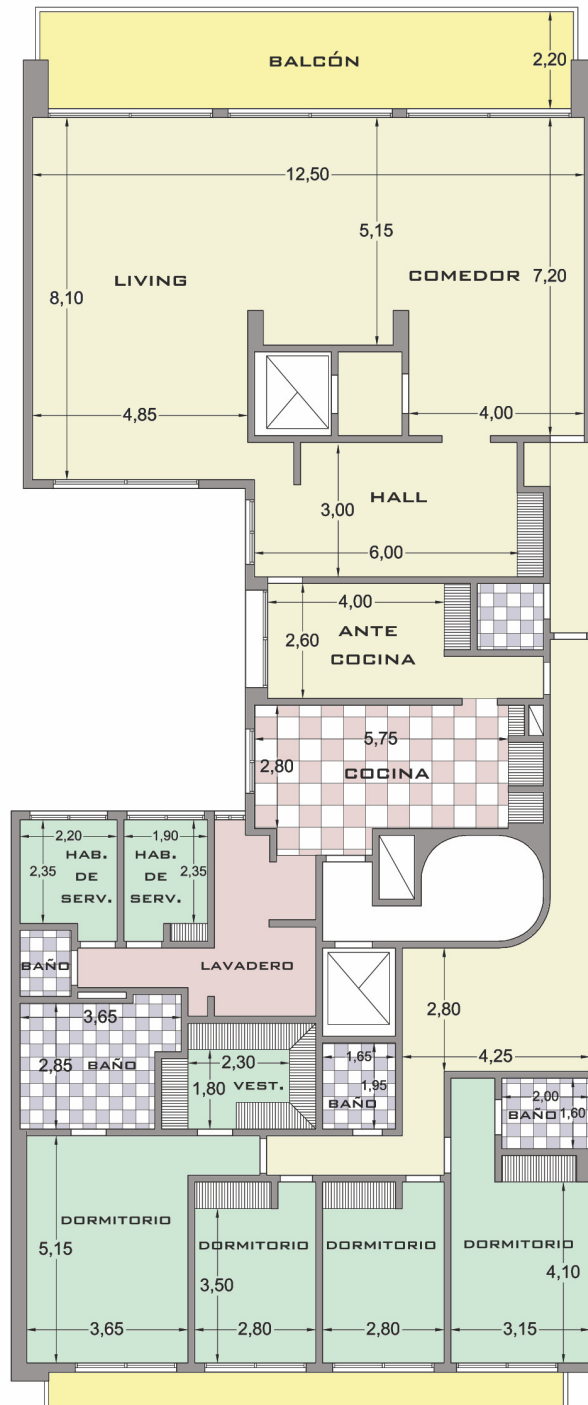 BALCÓN
2,20
12,50
5,15
LIVING
COMEDOR
7,20
8,10
4,85
4,00
HALL
3,00
6,00
4,00
2,60
ANTE
COCINA
5,75
2,80
COCINA
2,20
1,90
HAB.
DE
SERV.
2,35
HAB.
DE
SERV.
2,35
BAÑO
LAVADERO
2,80
3,65
4,25
2,85
BAÑO
2,30
1,80
VEST.
1,65
1,95
BAÑO
2,00
BAÑO
1,60
DORMITORIO
5,15
3,65
DORMITORIO
3,50
2,80
DORMITORIO
2,80
DORMITORIO
4,10
3,15